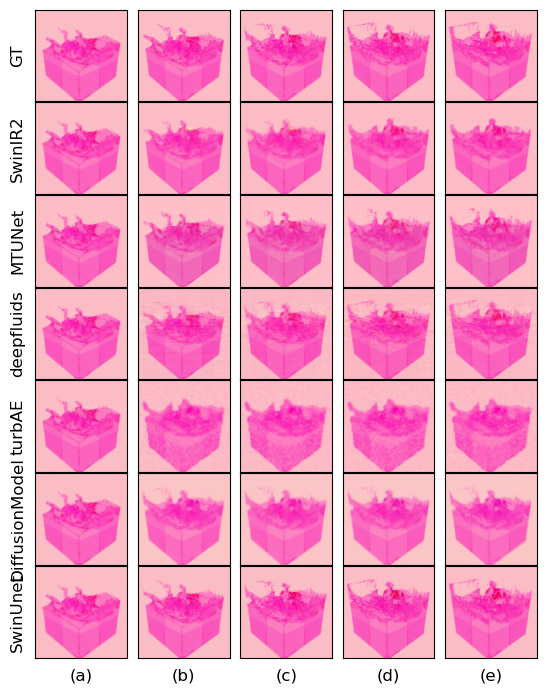 GT
SwinIR2
MTUNet
deepfluids
turbAE
DiffusionModel
SwinUnet
(a) (b) (c) (d) (e)